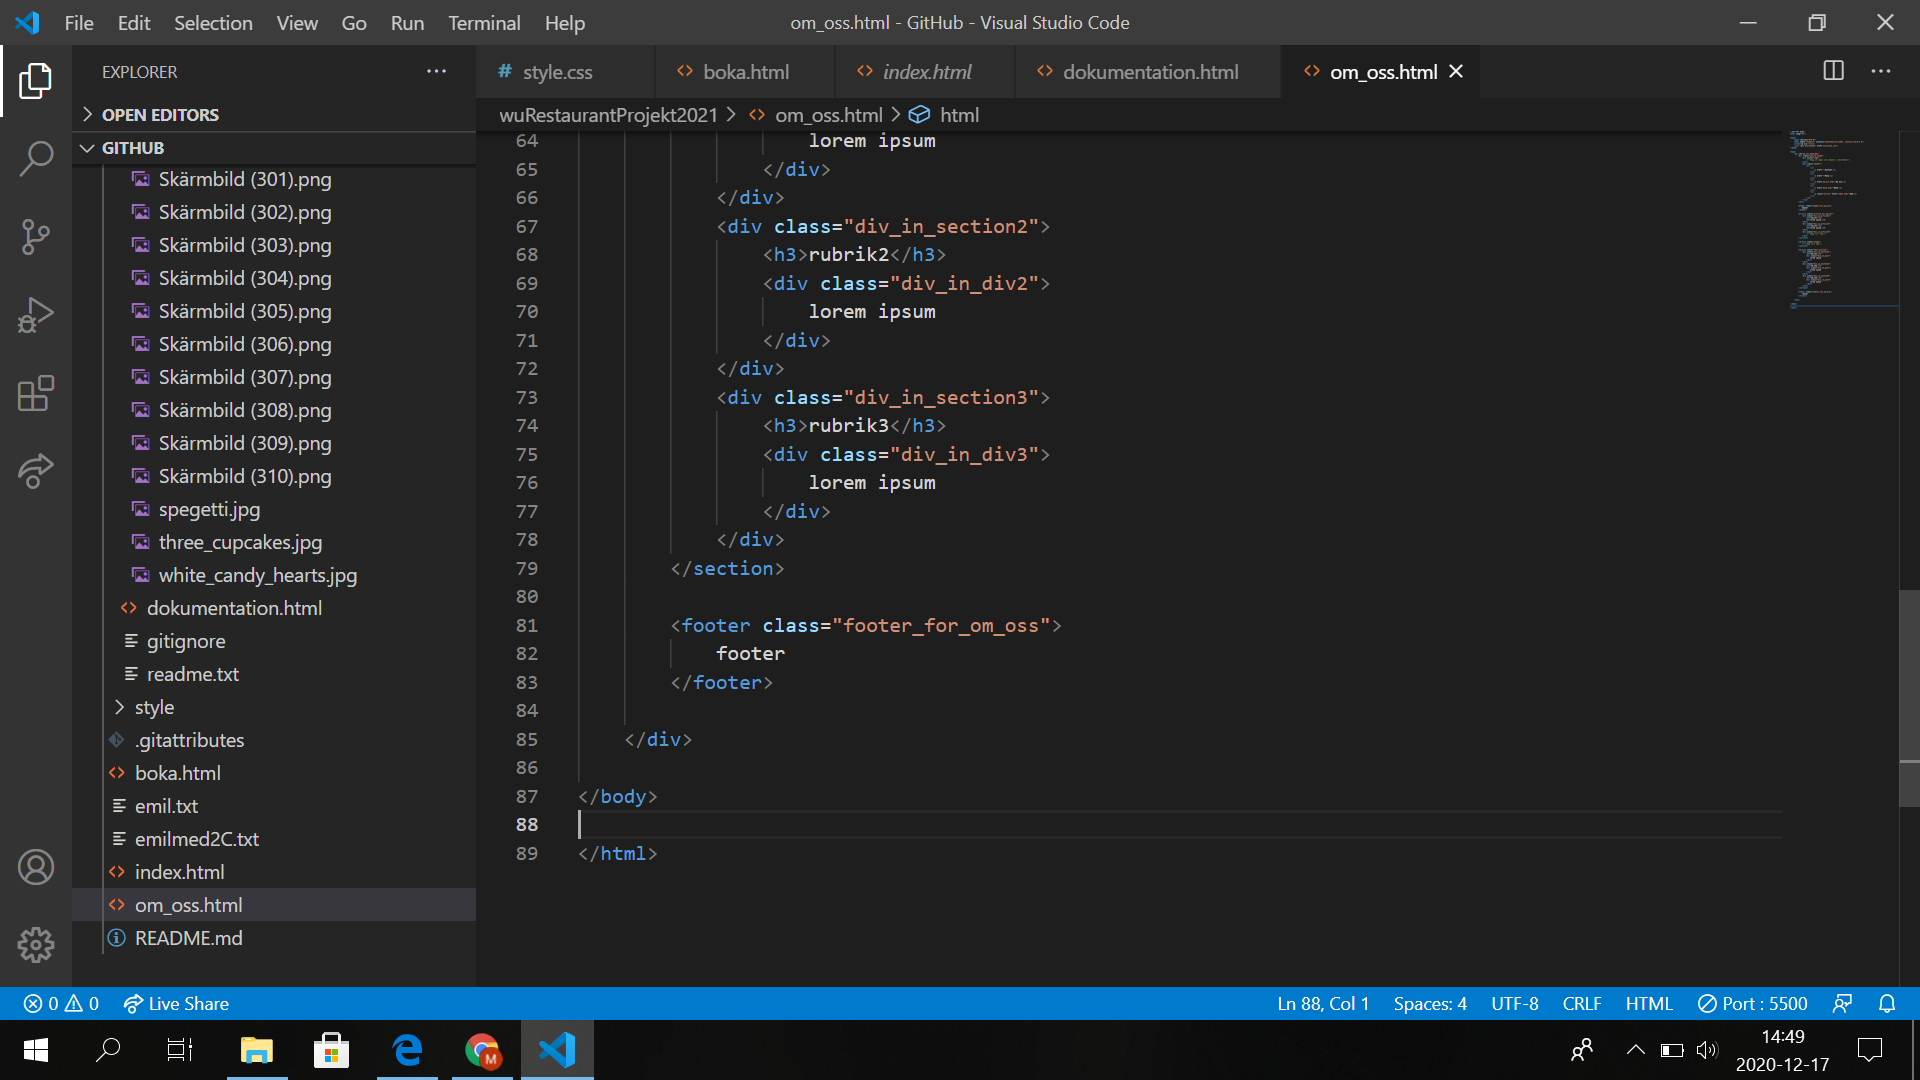 File Edit Selection View Go Run Terminal Help
om_oss.html - GitHub - Visual Studio Code
EXPLORER
style.css
boka.html
index.html
dokumentation.html
om_oss.html
OPEN EDITORS
wuRestaurantProjekt2021 > om_oss.html > html
GITHUB
Skärmbild (301).png
Skärmbild (302).png
Skärmbild (303).png
Skärmbild (304).png
Skärmbild (305).png
Skärmbild (306).png
Skärmbild (307).png
Skärmbild (308).png
Skärmbild (309).png
Skärmbild (310).png
spegetti.jpg
three_cupcakes.jpg
white_candy_hearts.jpg
dokumentation.html
gitignore
readme.txt
style
.gitattributes
boka.html
emil.txt
emilmed2C.txt
index.html
om_oss.html
README.md
64 lorem ipsum
65 </div>
66 </div>
67 <div class="div_in_section2">
68 <h3>rubrik2</h3>
69 <div class="div_in_div2">
70 lorem ipsum
71 </div>
72 </div>
73 <div class="div_in_section3">
74 <h3>rubrik3</h3>
75 <div class="div_in_div3">
76 lorem ipsum
77 </div>
78 </div>
79 </section>
80
81 <footer class="footer_for_om_oss">
82 footer
83 </footer>
84
85 </div>
86
87 </body>
88
89 </html>
0 0 Live Share
Ln 88, Col 1 Spaces: 4 UTF-8 CRLF HTML Port : 5500
M
14:49
2020-12-17